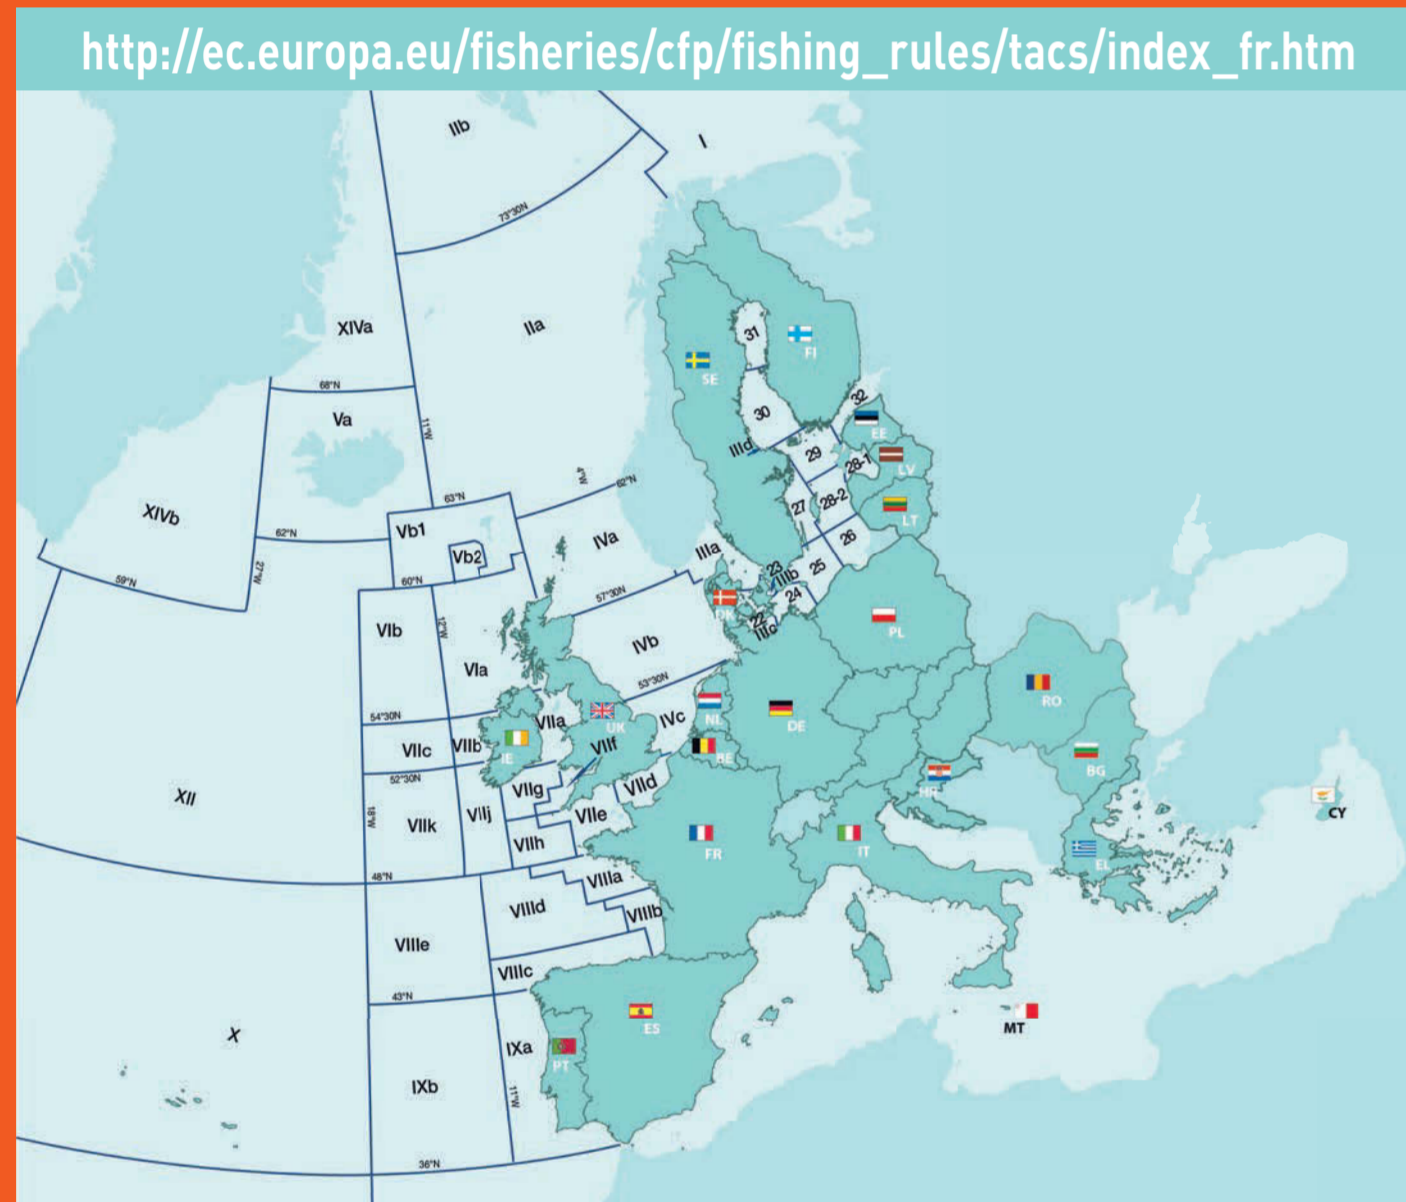 http://ec.europa.eu/fisheries/cfp/fishing_rules/tacs/index_fr.htm
IIb
I
73°30N
XIVa
IIa
31
FI
SE
68°N
Va
11°W
30
32
EE
IIId
29
28-1
LV
4°W
62°N
63°N
27
28-2
LT
XIVb
62°N
Vb1
IVa
26
IIIa
Vb2
27°W
59°N
60°N
23
IIIb
25
57°30N
24
DK
22
IIIc
VIb
12°W
IVb
PL
VIa
53°30N
RO
54°30N
VIIa
UK
IVc
NL
DE
VIIc
VIIb
IE
VIIf
BE
BG
52°30N
HR
XII
VIIg
VIId
18°W
VIIk
VIIj
VIIe
CY
VIIh
FR
IT
EL
48°N
VIIIa
VIIId
VIIIb
VIIIe
VIIIc
43°N
ES
MT
X
IXa
PT
IXb
11°W
36°N